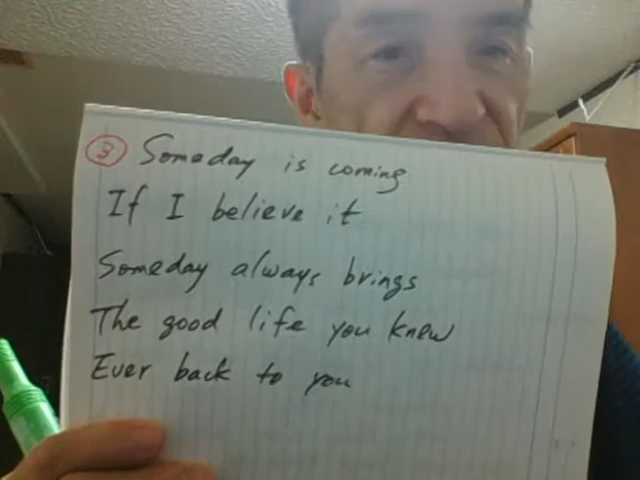 ③ Someday is coming
If I believe it
Someday always brings
The good life you knew
Ever back to you